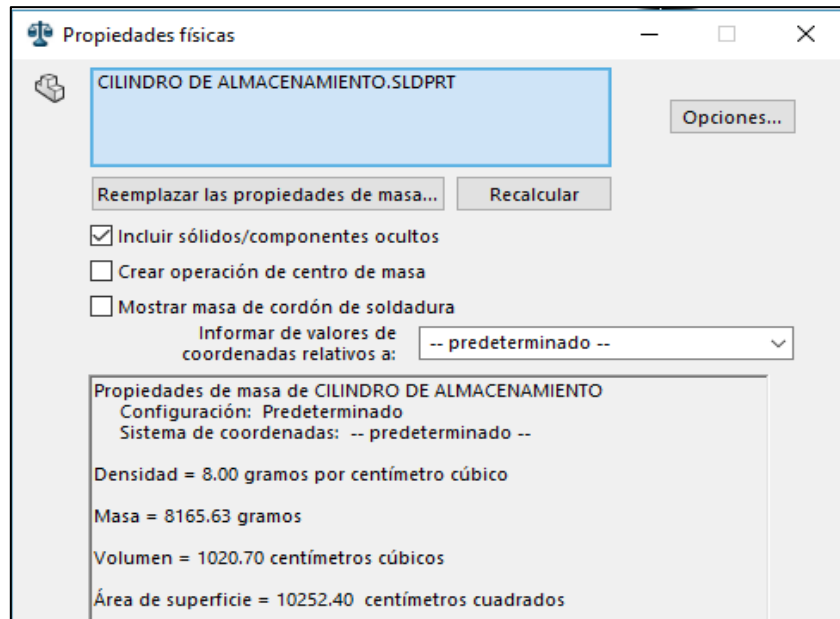 Propiedades físicas
CILINDRO DE ALMACENAMIENTO.SLDPRT
Opciones...
Reemplazar las propiedades de masa...
Recalcular
Incluir sólidos/componentes ocultos
Crear operación de centro de masa
Mostrar masa de cordón de soldadura
Informar de valores de
coordenadas relativos a:
-- predeterminado --
Propiedades de masa de CILINDRO DE ALMACENAMIENTO
Configuración: Predeterminado
Sistema de coordenadas: -- predeterminado --
Densidad = 8.00 gramos por centímetro cúbico
Masa = 8165.63 gramos
Volumen = 1020.70 centímetros cúbicos
Área de superficie = 10252.40 centímetros cuadrados